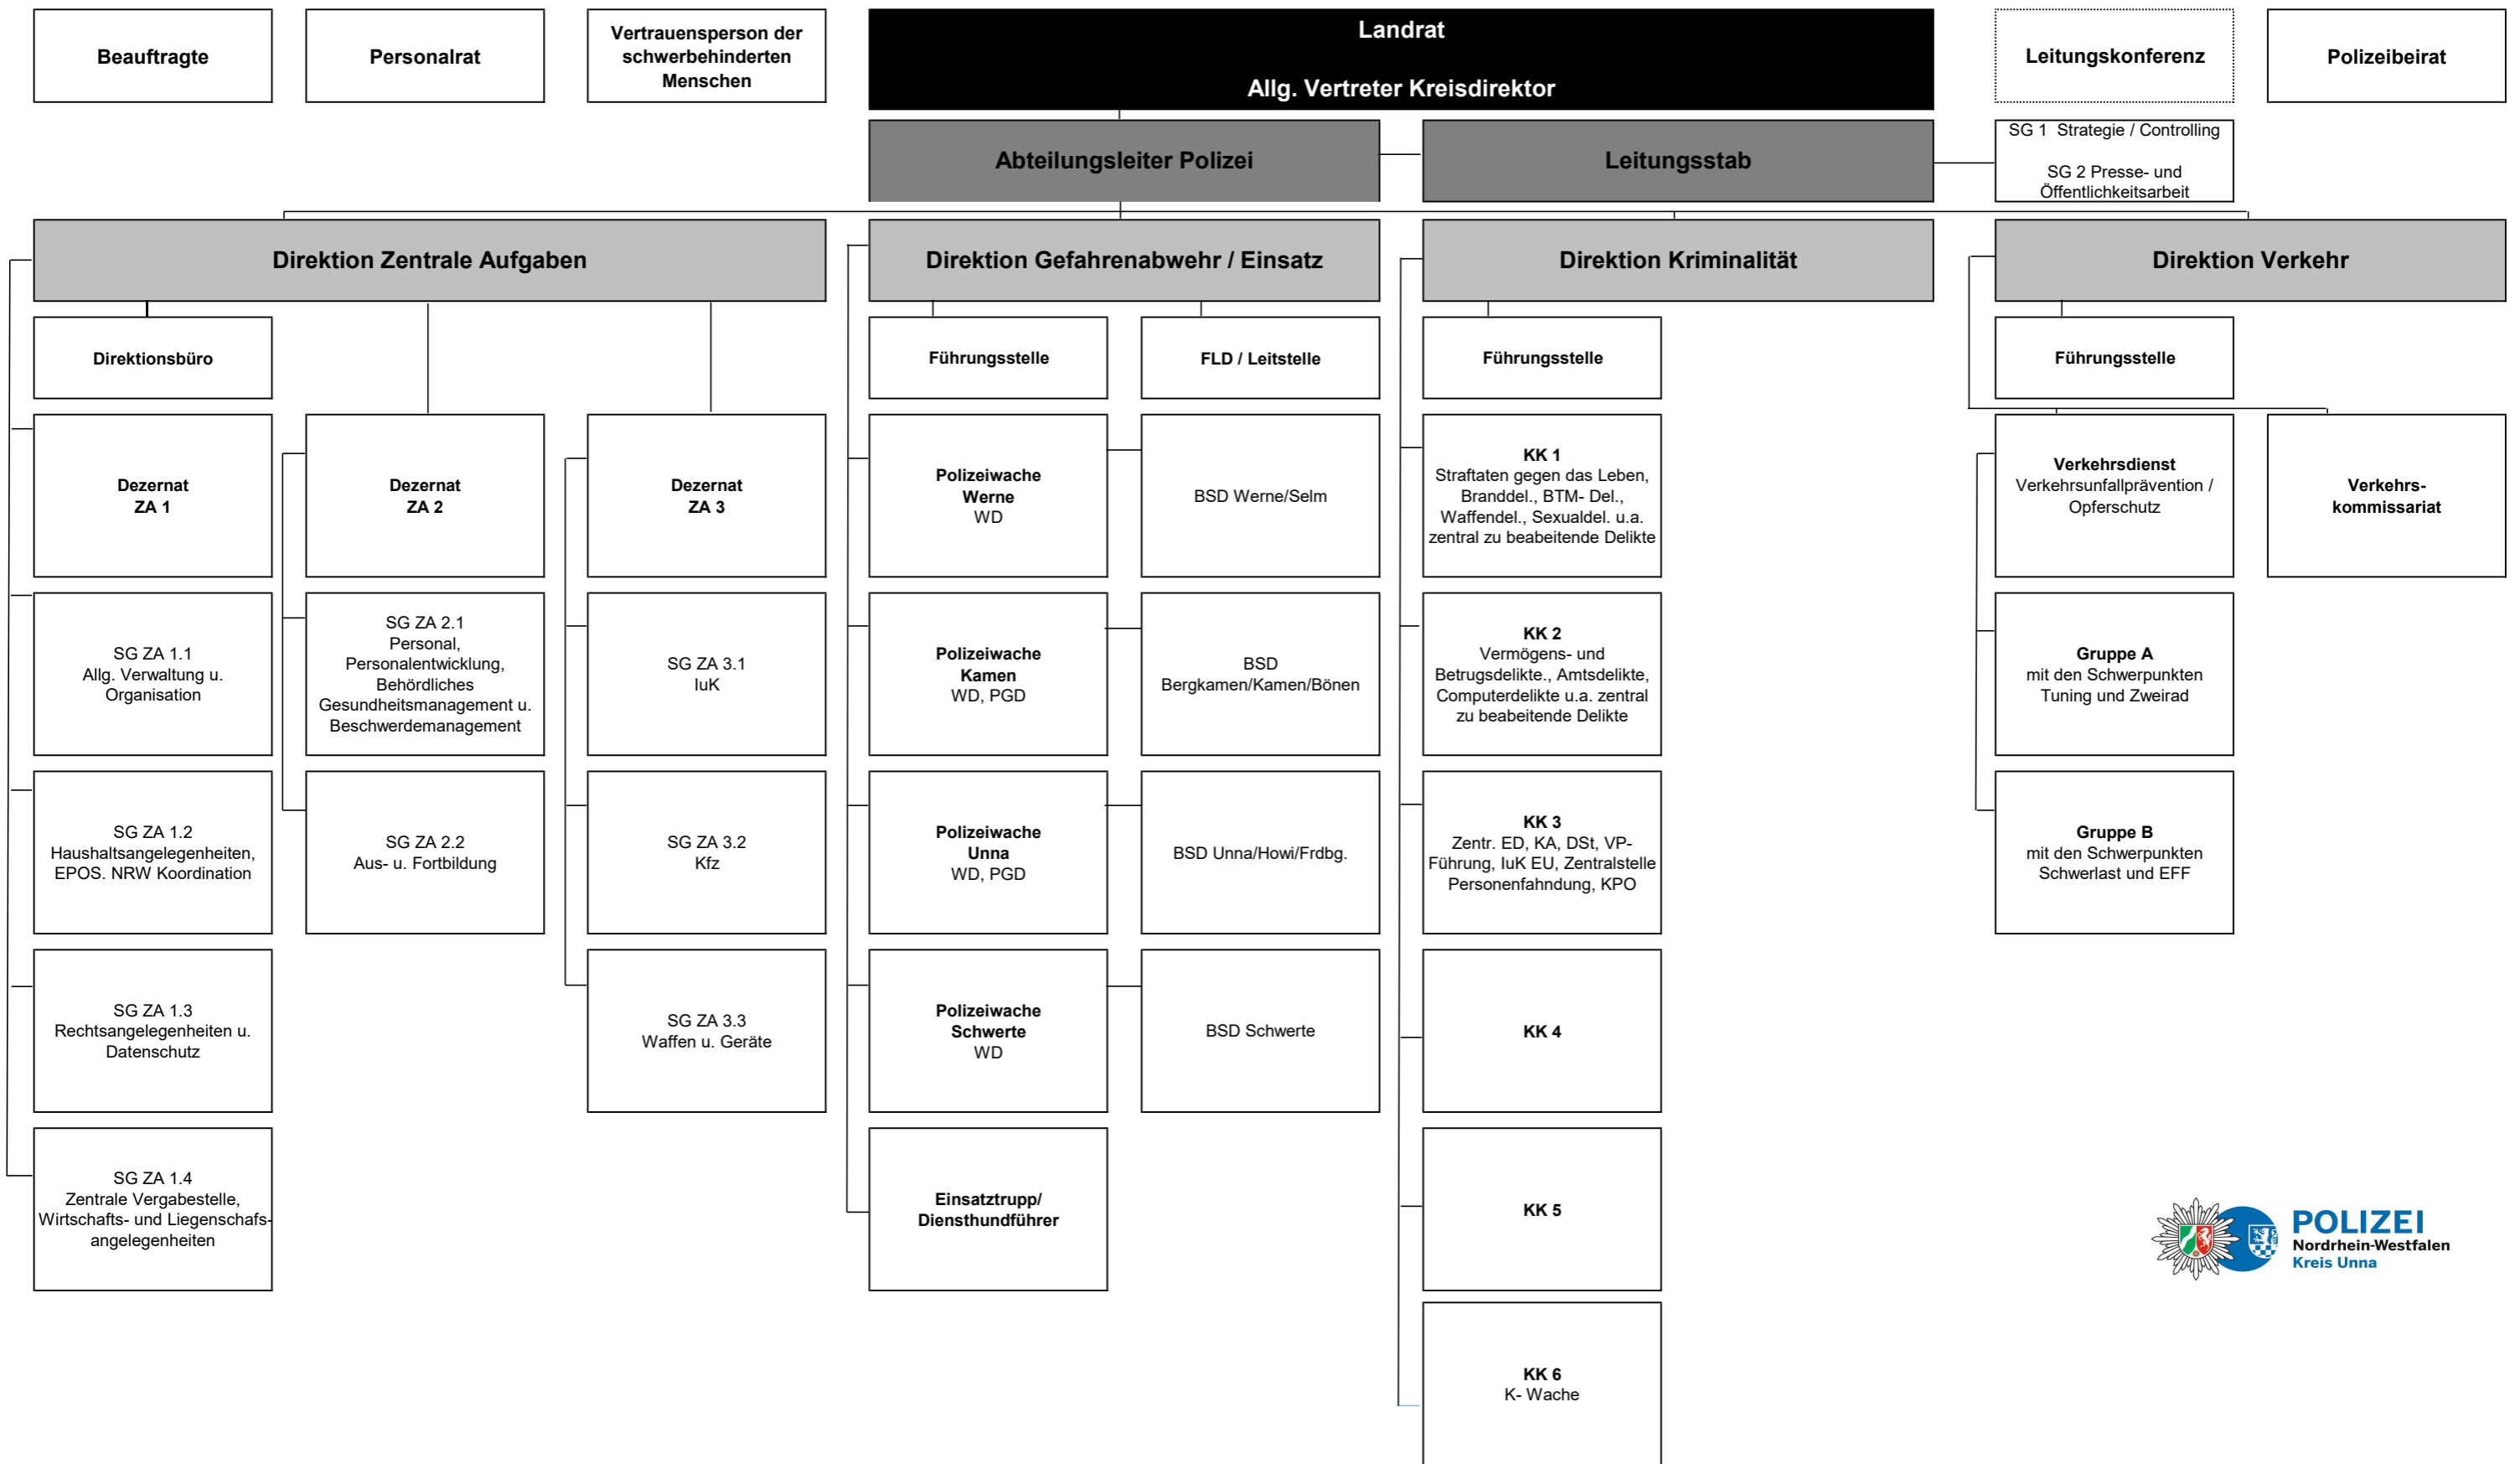 Beauftragte
Personalrat
Vertrauensperson der
schwerbehinderten
Menschen
Landrat
Allg. Vertreter Kreisdirektor
Leitungskonferenz
Polizeibeirat
Abteilungsleiter Polizei
Leitungsstab
SG 1  Strategie / Controlling
SG 2 Presse- und
Öffentlichkeitsarbeit
Direktion Zentrale Aufgaben
Direktion Gefahrenabwehr / Einsatz
Direktion Kriminalität
Direktion Verkehr
Direktionsbüro
Führungsstelle
FLD / Leitstelle
Führungsstelle
Führungsstelle
Dezernat
ZA 1
Dezernat
ZA 2
Dezernat
ZA 3
Polizeiwache
Werne
WD
BSD Werne/Selm
KK 1
Straftaten gegen das Leben,
Branddel., BTM- Del.,
Waffendel., Sexualdel. u.a.
zentral zu beabeitende Delikte
Verkehrsdienst
Verkehrsunfallprävention /
Opferschutz
Verkehrs-
kommissariat
SG ZA 1.1
Allg. Verwaltung u.
Organisation
SG ZA 2.1
Personal,
Personalentwicklung,
Behördliches
Gesundheitsmanagement u.
Beschwerdemanagement
SG ZA 3.1
IuK
Polizeiwache
Kamen
WD, PGD
BSD
Bergkamen/Kamen/Bönen
KK 2
Vermögens- und
Betrugsdelikte., Amtsdelikte,
Computerdelikte u.a. zentral
zu beabeitende Delikte
Gruppe A
mit den Schwerpunkten
Tuning und Zweirad
SG ZA 1.2
Haushaltsangelegenheiten,
EPOS. NRW Koordination
SG ZA 2.2
Aus- u. Fortbildung
SG ZA 3.2
Kfz
Polizeiwache
Unna
WD, PGD
BSD Unna/Howi/Frdbg.
KK 3
Zentr. ED, KA, DSt, VP-
Führung, IuK EU, Zentralstelle
Personenfahndung, KPO
Gruppe B
mit den Schwerpunkten
Schwerlast und EFF
SG ZA 1.3
Rechtsangelegenheiten u.
Datenschutz
SG ZA 3.3
Waffen u. Geräte
Polizeiwache
Schwerte
WD
BSD Schwerte
KK 4
SG ZA 1.4
Zentrale Vergabestelle,
Wirtschafts- und Liegenschafs-
angelegenheiten
Einsatztrupp/
Diensthundführer
KK 5
POLIZEI
Nordrhein-Westfalen
Kreis Unna
KK 6
K- Wache